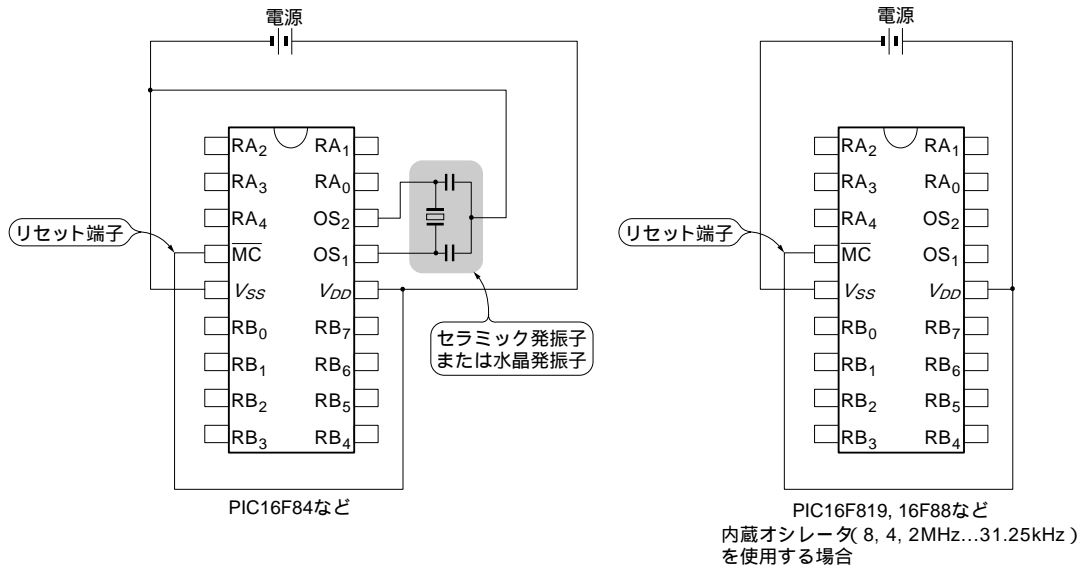 電源
RA2 RA1
RA3 RA0
RA4 OS2
リセット端子
MC OS1
VSS VDD
RB0 RB7
RB1 RB6
RB2 RB5
RB3 RB4
セラミック発振子
または水晶発振子
PIC16F84など
電源
RA2 RA1
RA3 RA0
RA4 OS2
リセット端子
MC OS1
VSS VDD
RB0 RB7
RB1 RB6
RB2 RB5
RB3 RB4
PIC16F819, 16F88など
内蔵オシレータ( 8, 4, 2MHz...31.25kHz )
を使用する場合